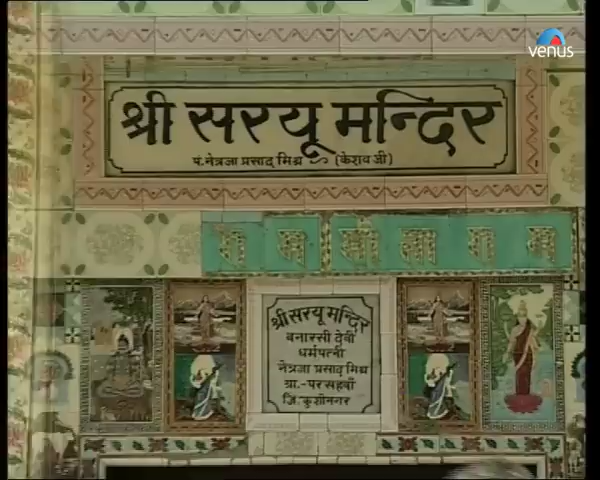 VENUS
श्री सरयू मन्दिर
पं. नेत्रजा प्रसाद मिश्र (केशव जी)
श्री सरयू मन्दिर
बनारसी देवी
धर्मपत्नी
नेत्रजा प्रसाद मिश्र
ग्रा.-परसहवाँ
जि. कुशीनगर